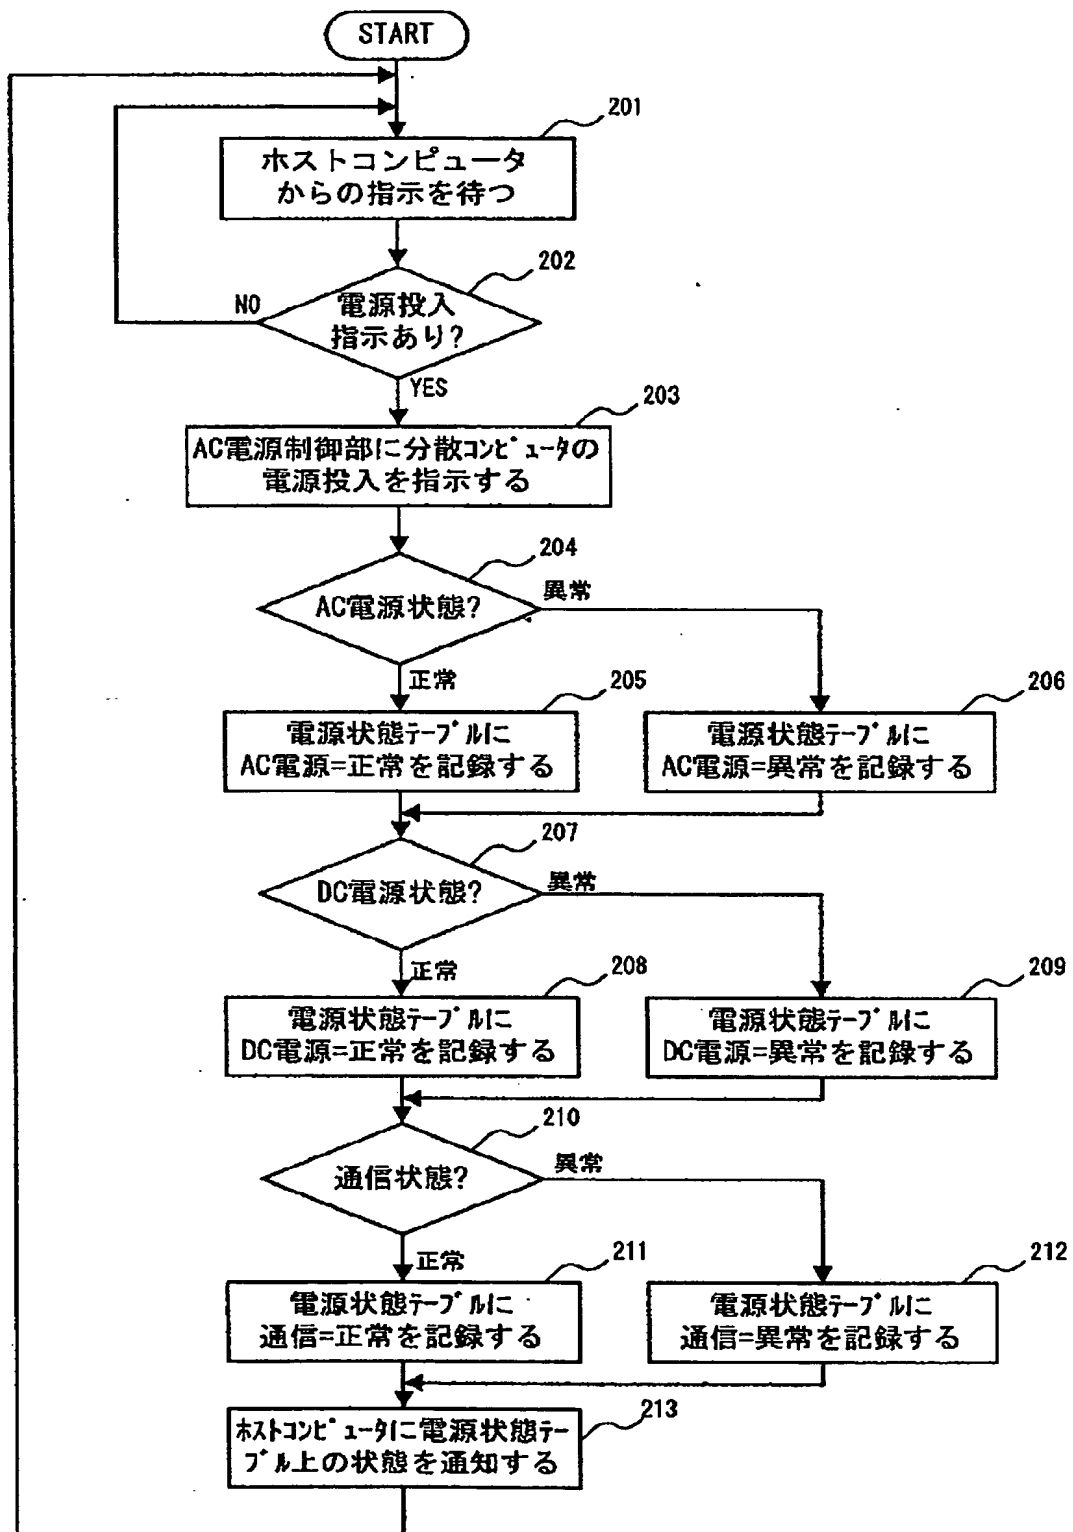 START
201
ホストコンピュータ
からの指示を待つ
202
電源投入
指示あり?
NO
YES
203
AC電源制御部に分散ｺﾝﾋﾟｭｰﾀの
電源投入を指示する
204
AC電源状態?
異常
正常
205
電源状態ﾃｰﾌﾞﾙに
AC電源=正常を記録する
206
電源状態ﾃｰﾌﾞﾙに
AC電源=異常を記録する
207
DC電源状態?
異常
正常
208
電源状態ﾃｰﾌﾞﾙに
DC電源=正常を記録する
209
電源状態ﾃｰﾌﾞﾙに
DC電源=異常を記録する
210
通信状態?
異常
正常
211
電源状態ﾃｰﾌﾞﾙに
通信=正常を記録する
212
電源状態ﾃｰﾌﾞﾙに
通信=異常を記録する
213
ﾎｽﾄｺﾝﾋﾟｭｰﾀに電源状態ﾃｰ
ﾌﾞﾙ上の状態を通知する